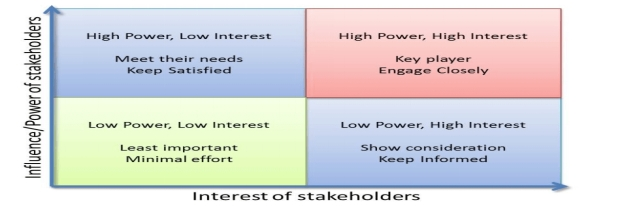 Influence/Power of stakeholders
High Power, Low Interest
Meet their needs
Keep Satisfied
High Power, High Interest
Key player
Engage Closely
Low Power, Low Interest
Least important
Minimal effort
Low Power, High Interest
Show consideration
Keep Informed
Interest of stakeholders